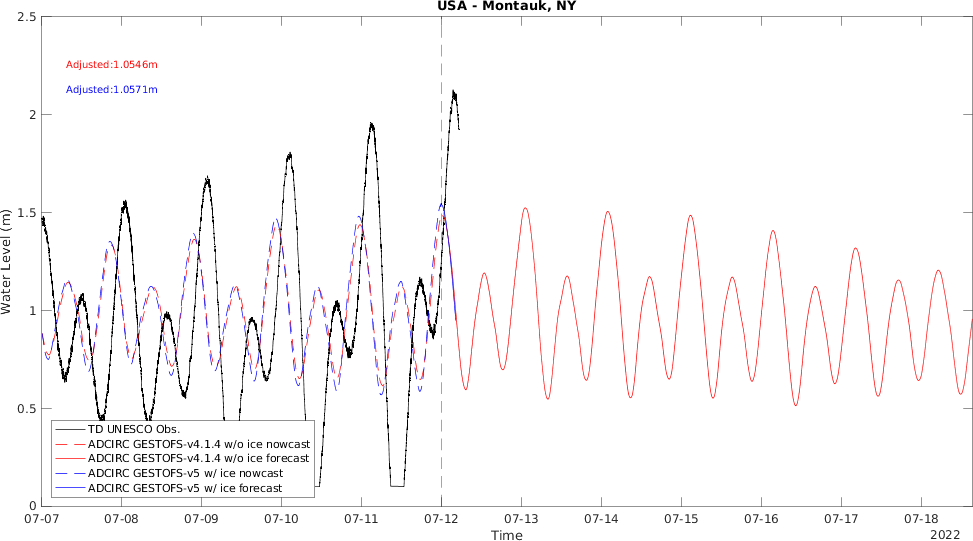 USA - Montauk, NY
2.5
Adjusted:1.0546m
Adjusted:1.0571m
2
1.5
Water Level (m)
1
0.5
TD UNESCO Obs.
ADCIRC GESTOFS-v4.1.4 w/o ice nowcast
ADCIRC GESTOFS-v4.1.4 w/o ice forecast
ADCIRC GESTOFS-v5 w/ ice nowcast
ADCIRC GESTOFS-v5 w/ ice forecast
0
07-07 07-08 07-09 07-10 07-11 07-12 07-13 07-14 07-15 07-16 07-17 07-18
Time
2022